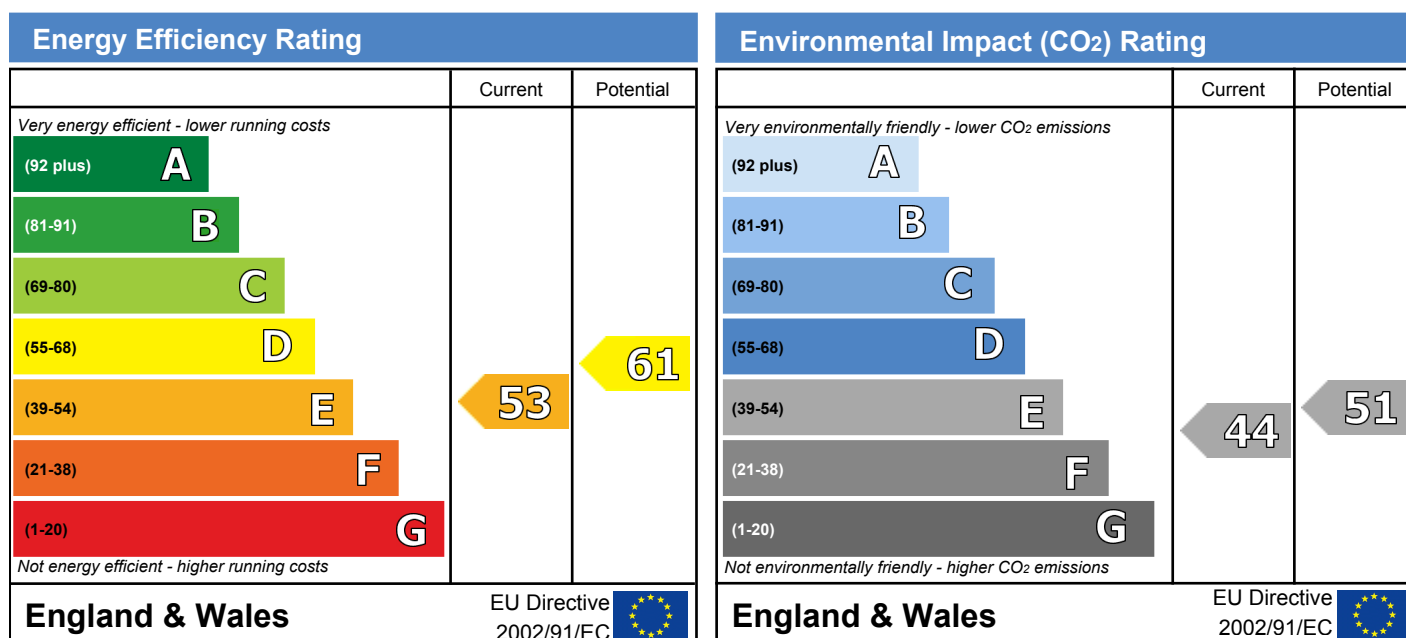 Energy Efficiency Rating
Current Potential
Very energy efficient - lower running costs
(92 plus) A
(81-91) B
(69-80) C
(55-68) D
61
(39-54) E
53
(21-38) F
(1-20) G
Not energy efficient - higher running costs
England & Wales
EU Directive
2002/91/EC
Environmental Impact (CO2) Rating
Current Potential
Very environmentally friendly - lower CO2 emissions
(92 plus) A
(81-91) B
(69-80) C
(55-68) D
(39-54) E
51
44
(21-38) F
(1-20) G
Not environmentally friendly - higher CO2 emissions
England & Wales
EU Directive
2002/91/EC